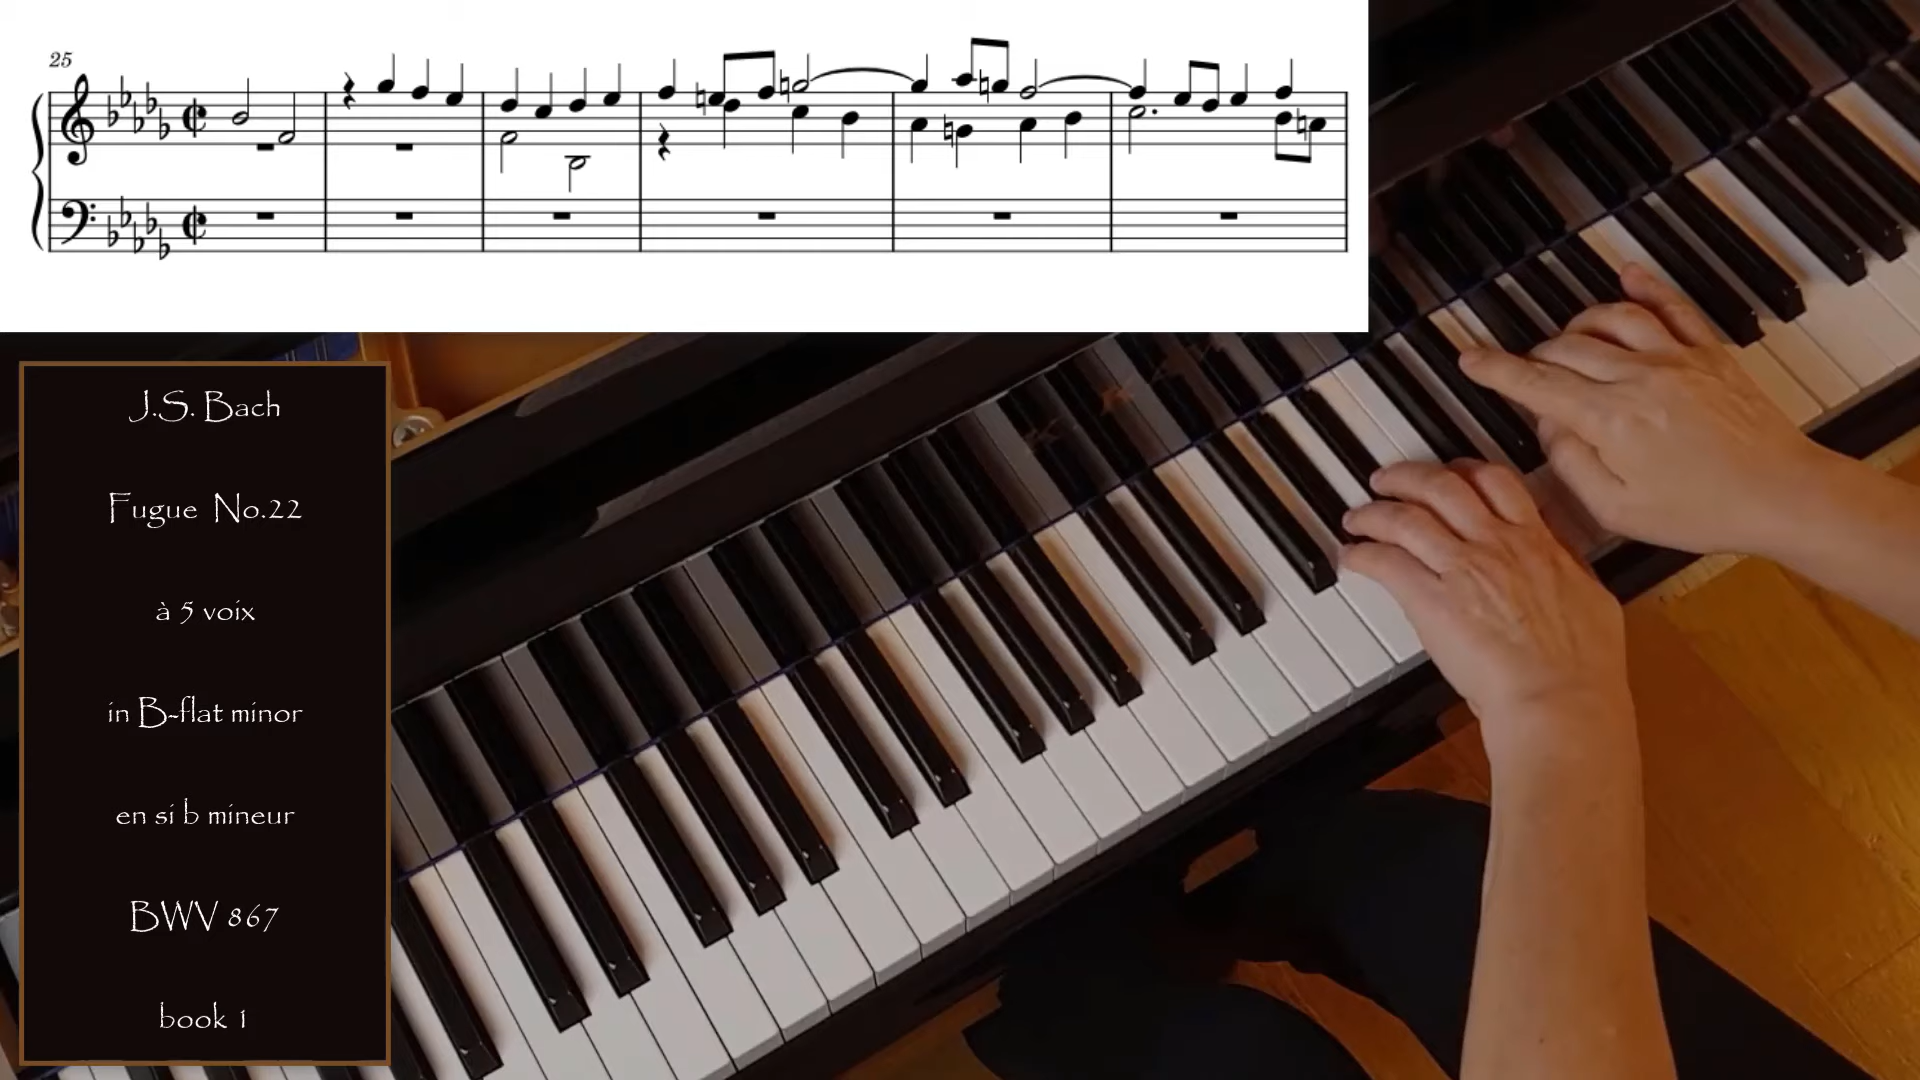 25
J.S. Bach
Fugue No.22
à 5 voix
in B-flat minor
en si b mineur
BWV 867
book 1